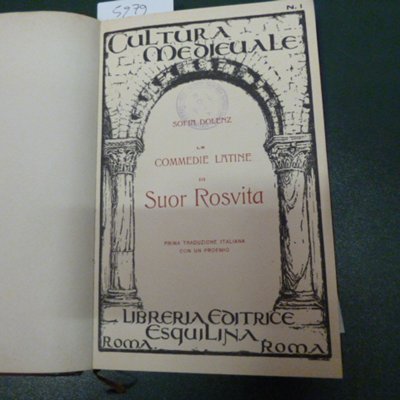 5279
N. 1
CULTURA
MEDIEVALE
SOFIA DOLENZ
LE
COMMEDIE LATINE
DI
Suor Rosvita
PRIMA TRADUZIONE ITALIANA
CON UN PROEMIO
LIBRERIA EDITRICE
ESQUILINA
ROMA ROMA